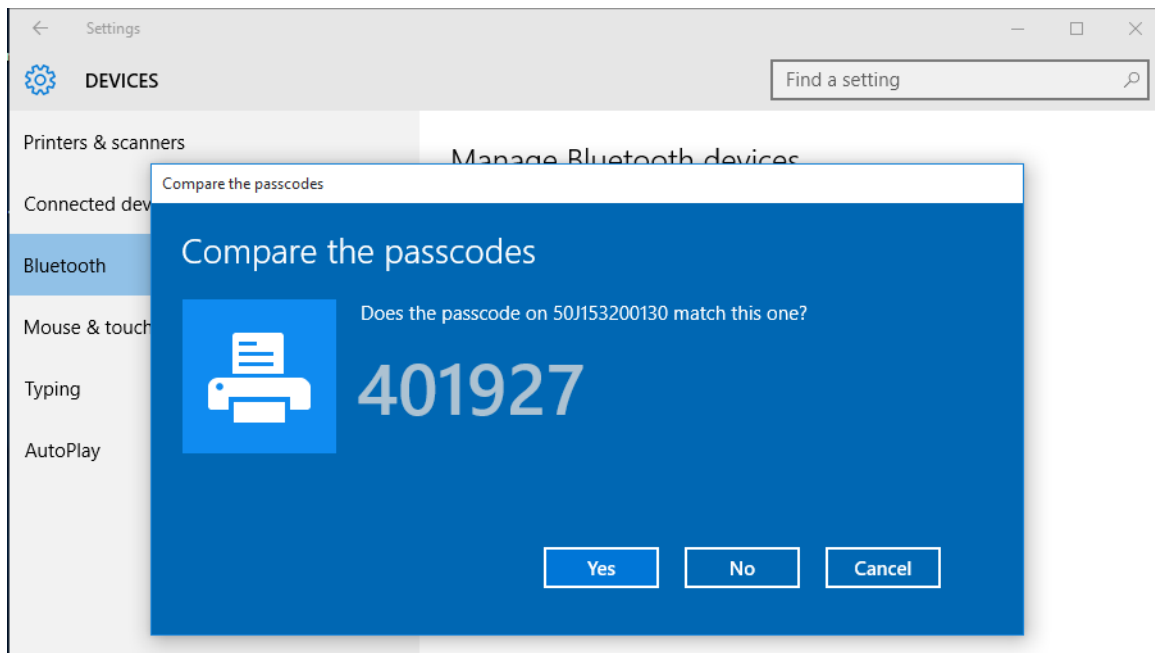 Settings
DEVICES
Find a setting
Printers & scanners
Manage Bluetooth devices
Compare the passcodes
Connected dev
Compare the passcodes
Bluetooth
Does the passcode on 50J153200130 match this one?
Mouse & touch
401927
Typing
AutoPlay
Yes
No
Cancel